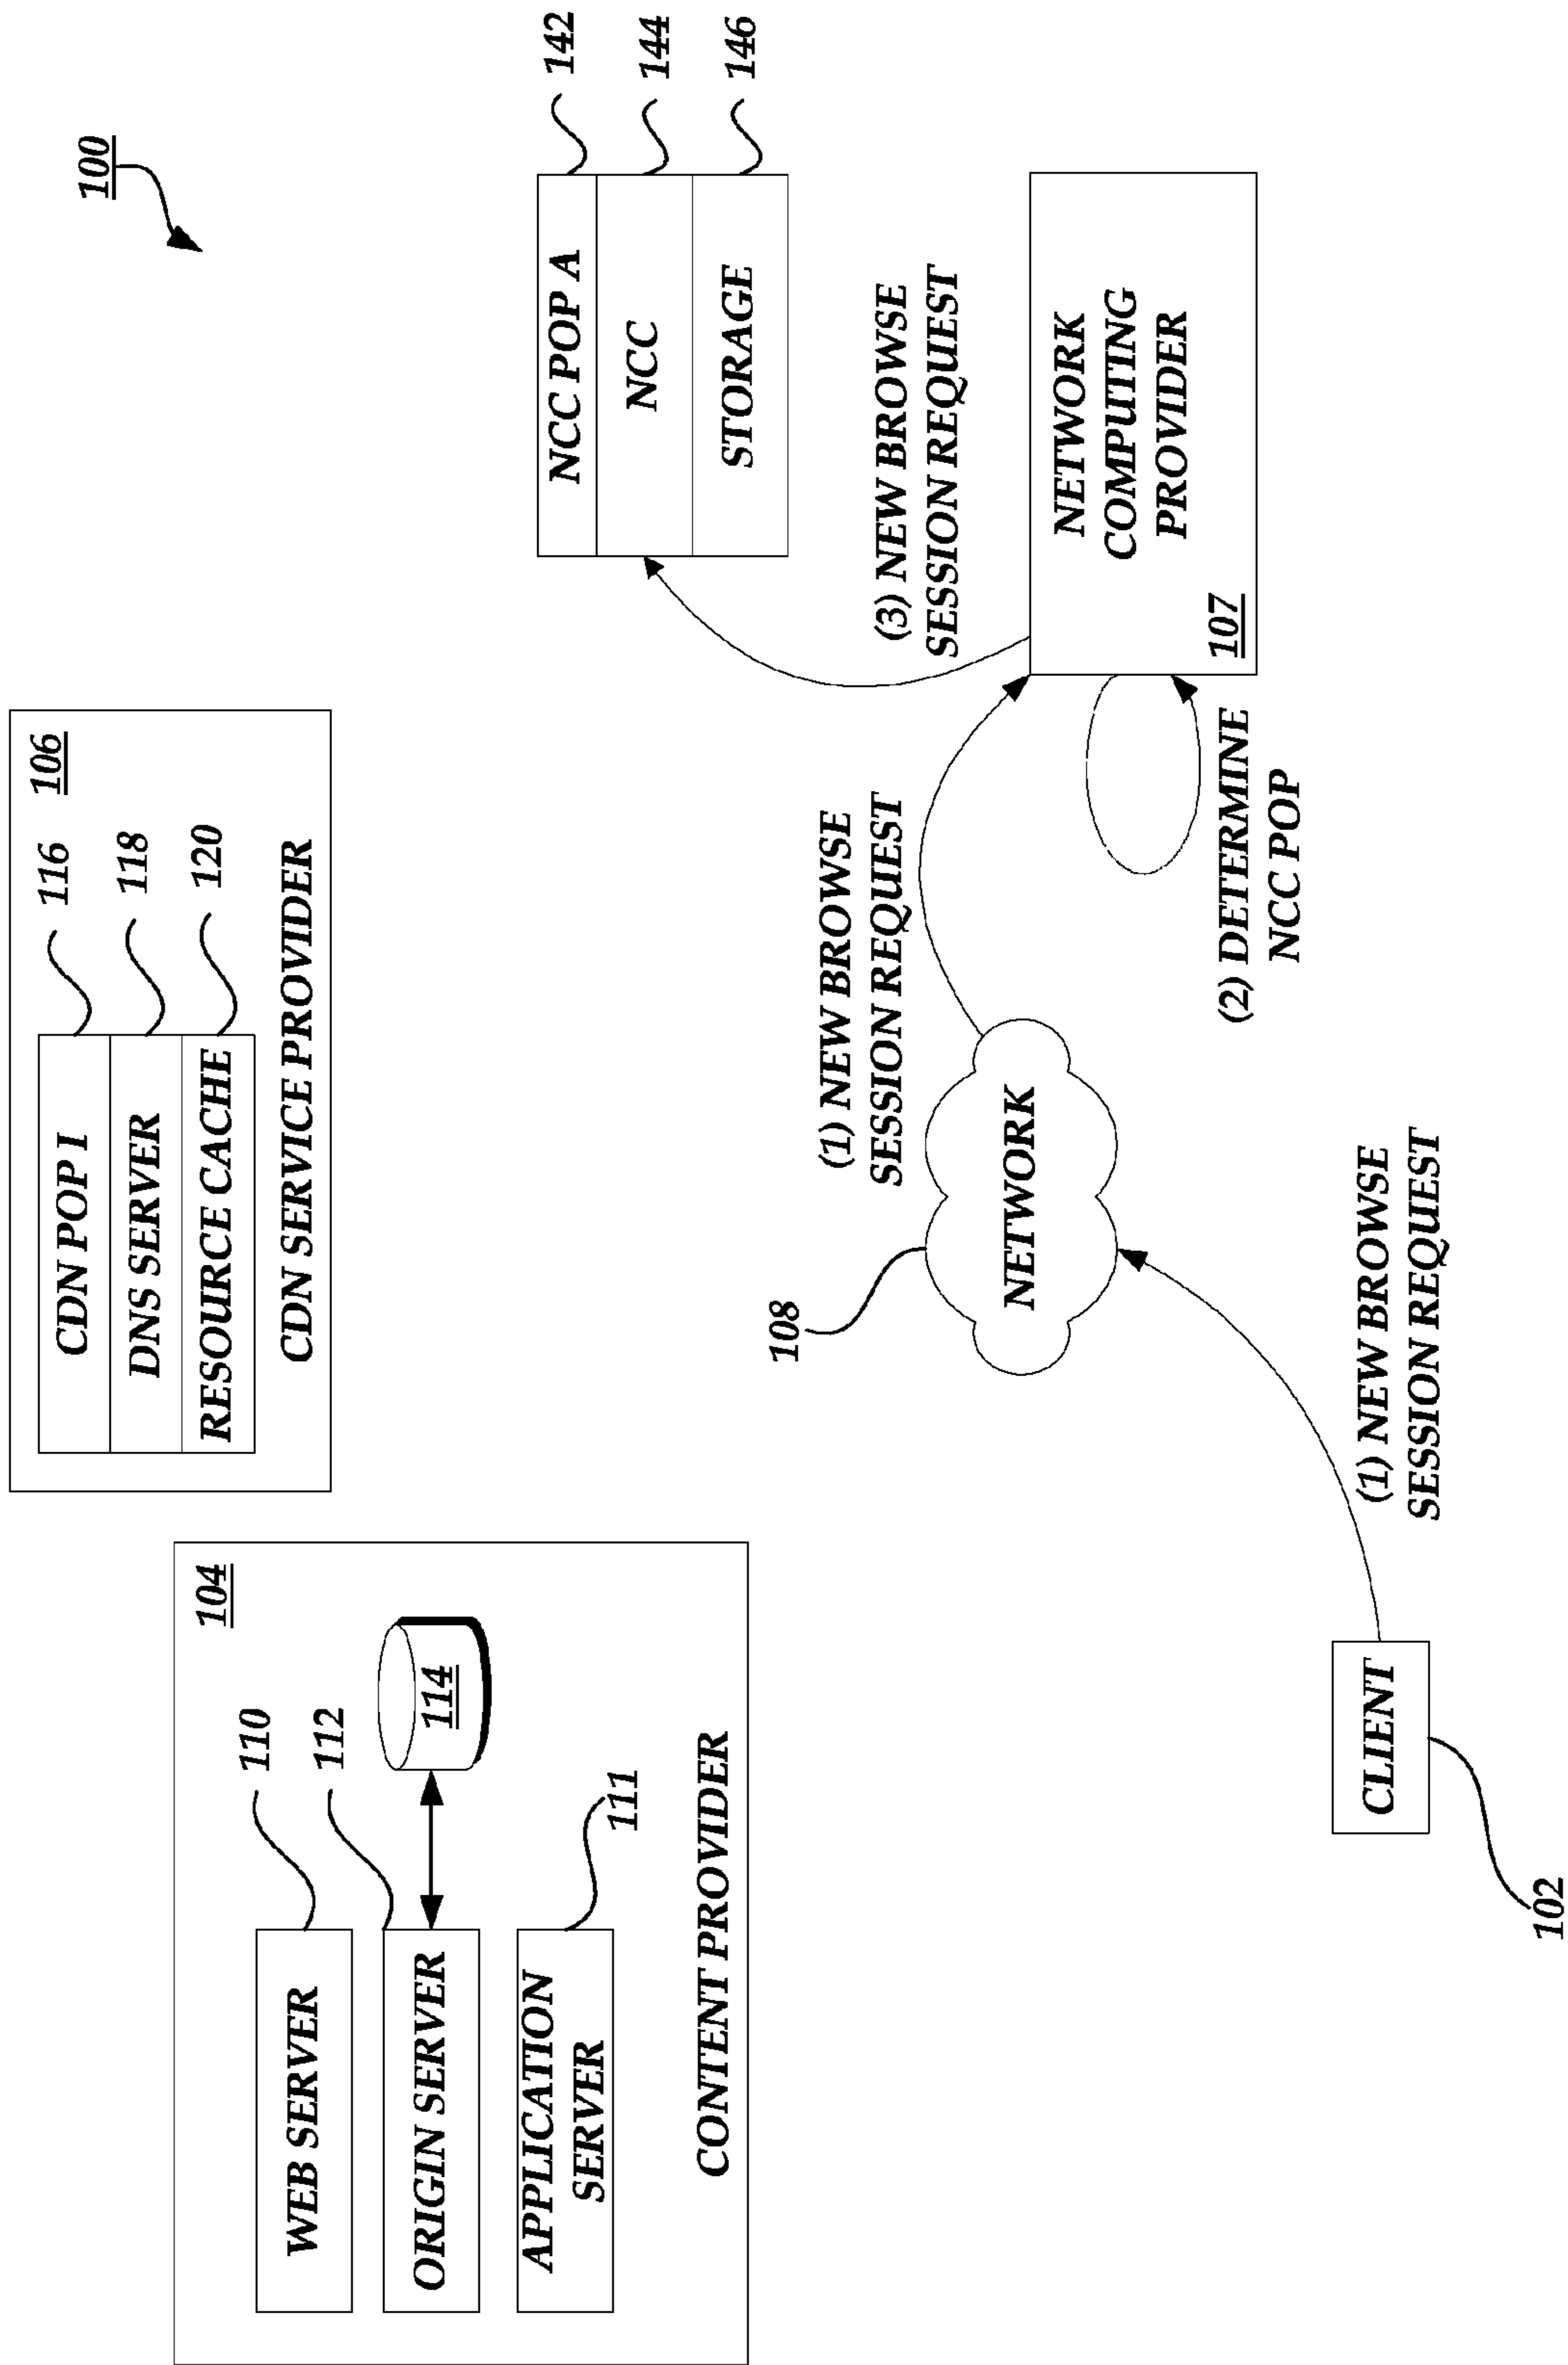 100
104
WEB SERVER
110
ORIGIN SERVER
112
114
APPLICATION
SERVER
111
CONTENT PROVIDER
106
CDN POP 1
116
DNS SERVER
118
RESOURCE CACHE
120
CDN SERVICE PROVIDER
NCC POP A
142
NCC
144
STORAGE
146
108
NETWORK
(1) NEW BROWSE
SESSION REQUEST
(3) NEW BROWSE
SESSION REQUEST
NETWORK
COMPUTING
PROVIDER
107
(2) DETERMINE
NCC POP
CLIENT
102
(1) NEW BROWSE
SESSION REQUEST